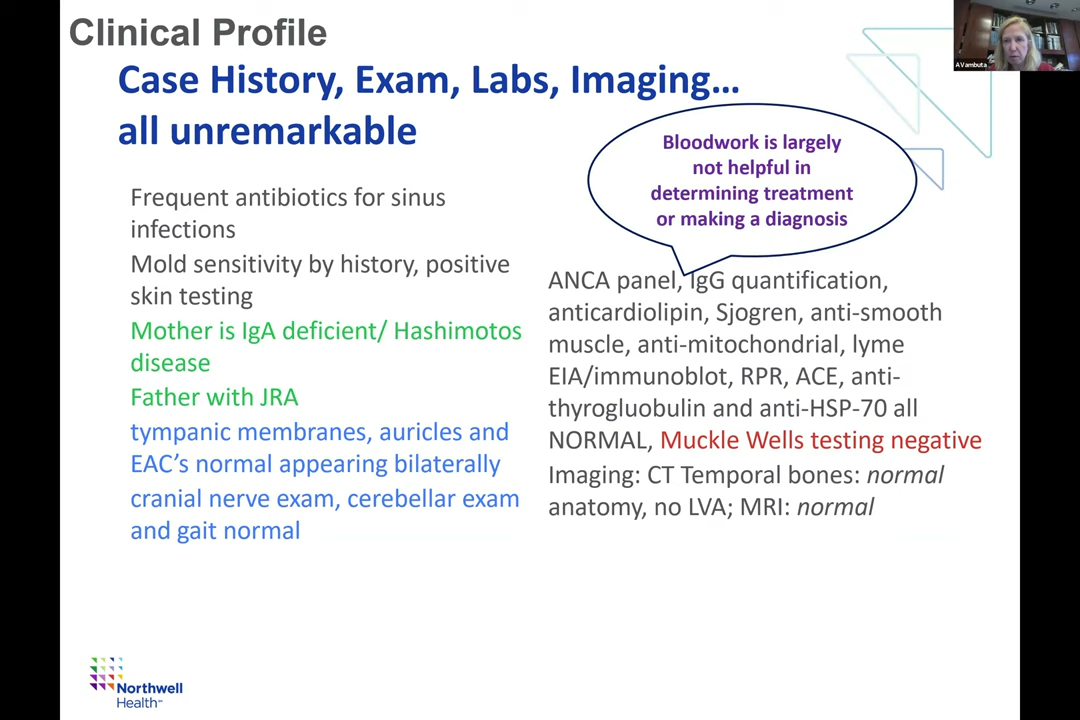 Clinical Profile
Case History, Exam, Labs, Imaging…
all unremarkable
A Vambuta
Bloodwork is largely
not helpful in
determining treatment
or making a diagnosis
Frequent antibiotics for sinus
infections
Mold sensitivity by history, positive
skin testing
Mother is IgA deficient/ Hashimotos
disease
Father with JRA
tympanic membranes, auricles and
EAC's normal appearing bilaterally
cranial nerve exam, cerebellar exam
and gait normal
ANCA panel, IgG quantification,
anticardiolipin, Sjogren, anti-smooth
muscle, anti-mitochondrial, lyme
EIA/immunoblot, RPR, ACE, anti-
thyrogluobulin and anti-HSP-70 all
NORMAL, Muckle Wells testing negative
Imaging: CT Temporal bones: normal
anatomy, no LVA; MRI: normal
Northwell
Health℠